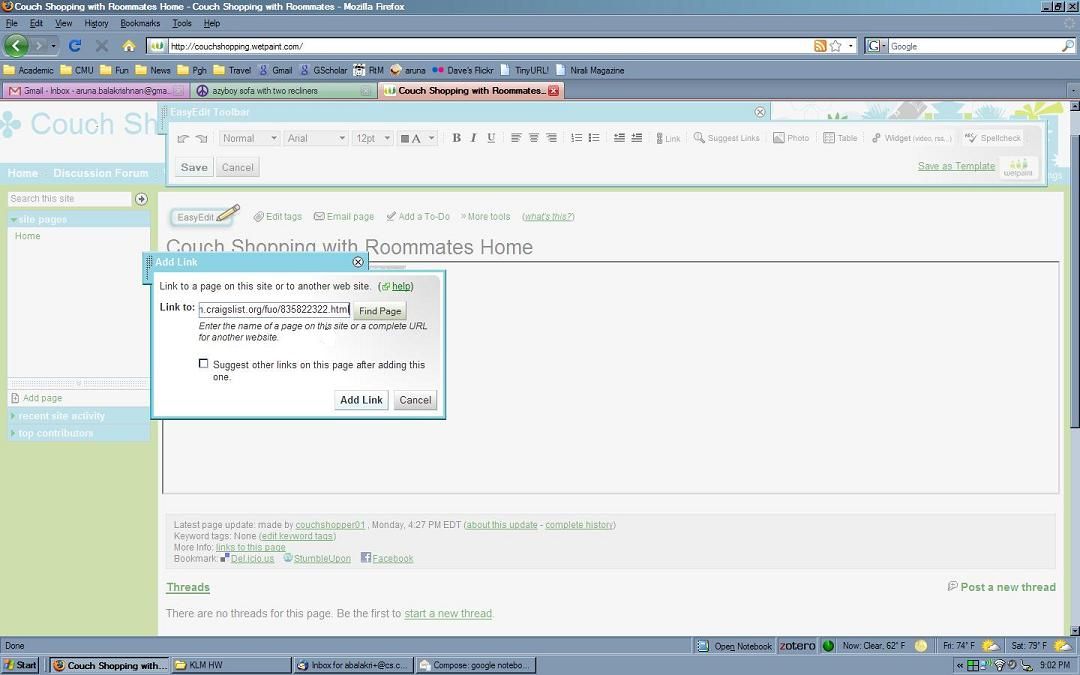 Couch Shopping with Roommates Home - Couch Shopping with Roommates - Mozilla Firefox
File Edit View History Bookmarks Tools Help
http://couchshopping.wetpaint.com/
G Google
Academic CMU Fun News Pgh Travel Gmail GScholar RtM aruna Dave's Flickr TinyURL! Nirali Magazine
Gmail - Inbox - aruna.balakrishnan@gma... azyboy sofa with two recliners Couch Shopping with Roommates...
EasyEdit Toolbar
Couch Sh
Normal Arial 12pt A B I U Link Suggest Links Photo Table Widget (video, rss...) Spellcheck
Save Cancel Save as Template wetpaint
Home Discussion Forum ngs
Search this site
site pages
Home
EasyEdit Edit tags Email page Add a To-Do » More tools (what's this?)
Couch Shopping with Roommates Home
Add Link
Link to a page on this site or to another web site. (help)
Link to: n.craigslist.org/fuo/835822322.html Find Page
Enter the name of a page on this site or a complete URL
for another website.
Suggest other links on this page after adding this
one.
Add Link Cancel
Add page
recent site activity
top contributors
Latest page update: made by couchshopper01 , Monday, 4:27 PM EDT (about this update - complete history)
Keyword tags: None (edit keyword tags)
More Info: links to this page
Bookmark: Del.icio.us StumbleUpon Facebook
Threads Post a new thread
There are no threads for this page. Be the first to start a new thread.
Done Open Notebook zotero Now: Clear, 62° F Fri: 74° F Sat: 79° F
Start Couch Shopping with... KLM HW Inbox for abalakri+@cs.c... Compose: google notebo... « 9:02 PM